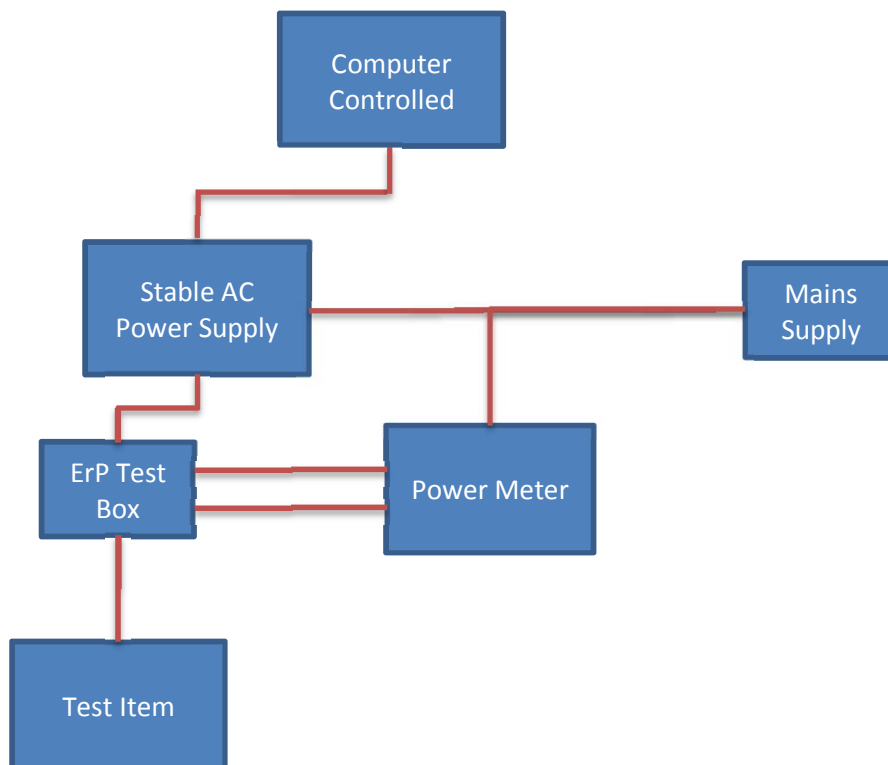 Computer
Controlled
Stable AC
Power Supply
Mains
Supply
ErP Test
Box
Power Meter
Test Item